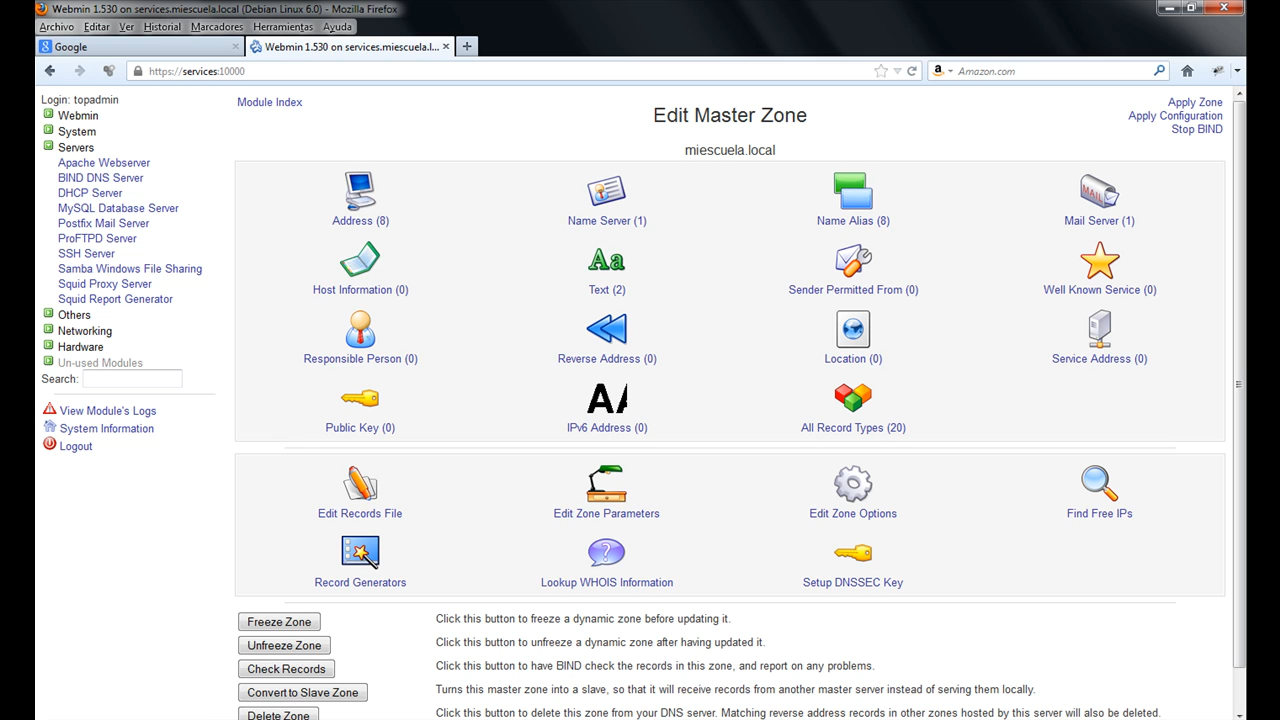 Webmin 1.530 on services.miescuela.local (Debian Linux 6.0) - Mozilla Firefox
Archivo Editar Ver Historial Marcadores Herramientas Ayuda
Google
Webmin 1.530 on services.miescuela.l...
https://services:10000
Amazon.com
Login: topadmin
Webmin
System
Servers
Apache Webserver
BIND DNS Server
DHCP Server
MySQL Database Server
Postfix Mail Server
ProFTPD Server
SSH Server
Samba Windows File Sharing
Squid Proxy Server
Squid Report Generator
Others
Networking
Hardware
Un-used Modules
Search:
View Module's Logs
System Information
Logout
Module Index
Edit Master Zone
miescuela.local
Apply Zone
Apply Configuration
Stop BIND
MAIL
Address (8) Name Server (1) Name Alias (8) Mail Server (1)
Aa
Host Information (0) Text (2) Sender Permitted From (0) Well Known Service (0)
Responsible Person (0) Reverse Address (0) Location (0) Service Address (0)
AA
Public Key (0) IPv6 Address (0) All Record Types (20)
Edit Records File Edit Zone Parameters Edit Zone Options Find Free IPs
Record Generators Lookup WHOIS Information Setup DNSSEC Key
Freeze Zone Click this button to freeze a dynamic zone before updating it.
Unfreeze Zone Click this button to unfreeze a dynamic zone after having updated it.
Check Records Click this button to have BIND check the records in this zone, and report on any problems.
Convert to Slave Zone Turns this master zone into a slave, so that it will receive records from another master server instead of serving them locally.
Delete Zone Click this button to delete this zone from your DNS server. Matching reverse address records in other zones hosted by this server will also be deleted.